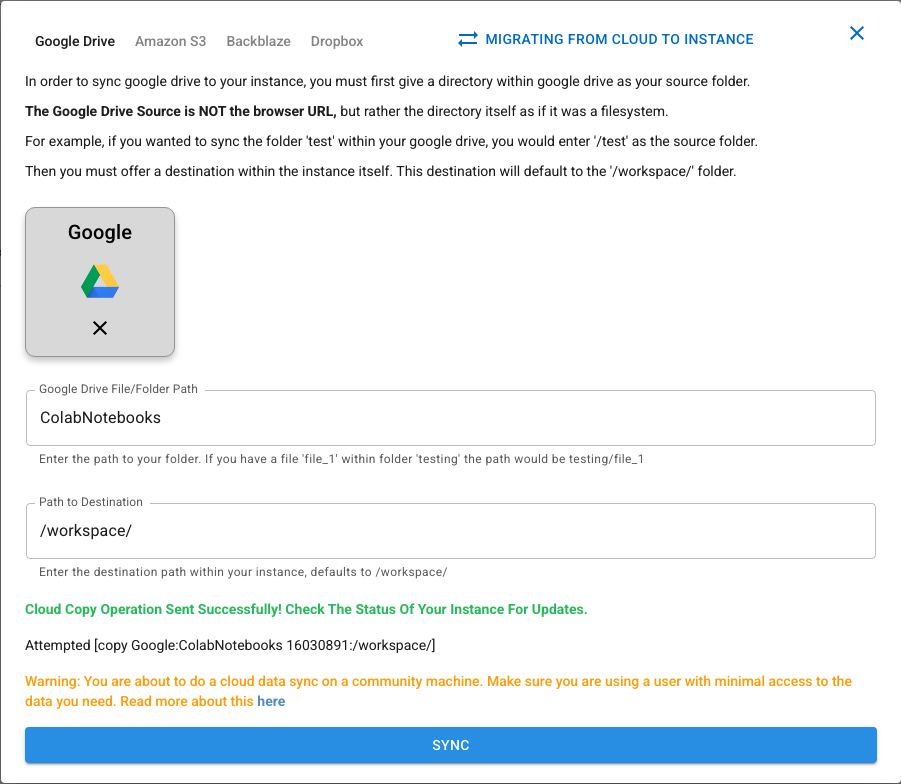 Google Drive Amazon S3 Backblaze Dropbox MIGRATING FROM CLOUD TO INSTANCE
In order to sync google drive to your instance, you must first give a directory within google drive as your source folder.
The Google Drive Source is NOT the browser URL, but rather the directory itself as if it was a filesystem.
For example, if you wanted to sync the folder 'test' within your google drive, you would enter '/test' as the source folder.
Then you must offer a destination within the instance itself. This destination will default to the '/workspace/' folder.
Google
Google Drive File/Folder Path
ColabNotebooks
Enter the path to your folder. If you have a file 'file_1' within folder 'testing' the path would be testing/file_1
Path to Destination
/workspace/
Enter the destination path within your instance, defaults to /workspace/
Cloud Copy Operation Sent Successfully! Check The Status Of Your Instance For Updates.
Attempted [copy Google:ColabNotebooks 16030891:/workspace/]
Warning: You are about to do a cloud data sync on a community machine. Make sure you are using a user with minimal access to the
data you need. Read more about this here
SYNC